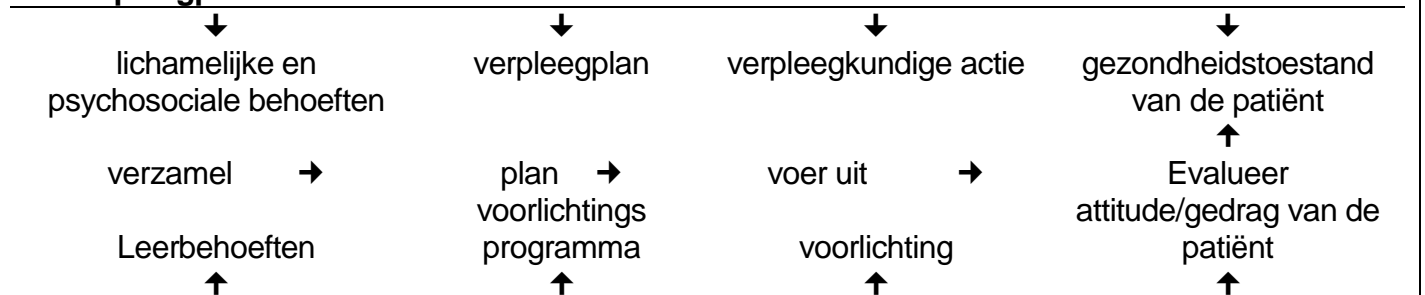 lichamelijke en verpleegplan verpleegkundige actie gezondheidstoestand
psychosociale behoeften van de patiënt
verzamel → plan → voer uit → Evalueer
voorlichtings attitude/gedrag van de
Leerbehoeften programma voorlichting patiënt